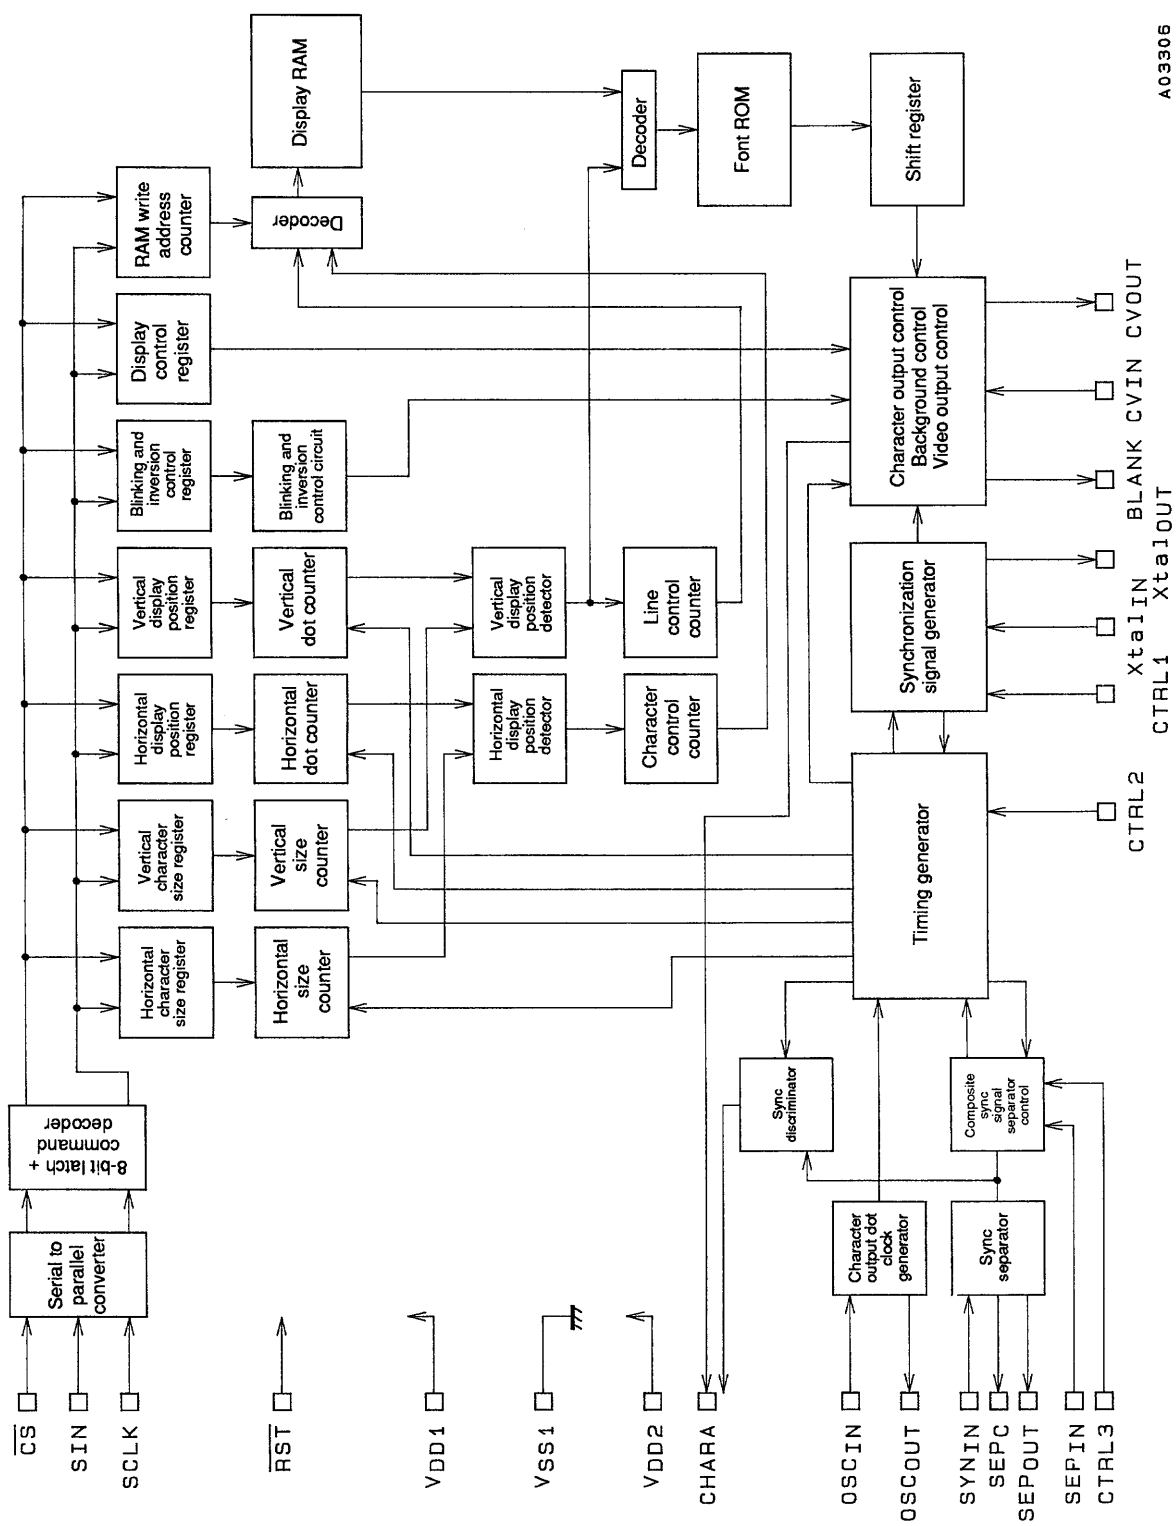 CS
SIN
SCLK
RST
VDD1
VSS1
VDD2
CHARA
OSCIN
OSCOUT
SYNIN
SEPC
SEPOUT
SEPIN
CTRL3
Serial to
parallel
converter
8-bit latch +
command
decoder
Horizontal
character
size register
Vertical
character
size register
Horizontal
display
position
register
Vertical
display
position
register
Blinking and
inversion
control
register
Display
control
register
RAM write
address
counter
Horizontal
size
counter
Vertical
size
counter
Horizontal
dot counter
Vertical
dot counter
Blinking and
inversion
control circuit
Decoder
Display RAM
Horizontal
display
position
detector
Vertical
display
position
detector
Character
control
counter
Line
control
counter
Decoder
Font ROM
Shift register
Sync
discriminator
Character
output dot
clock
generator
Sync
separator
Composite
sync
signal
separator
control
Timing generator
Synchronization
signal generator
Character output control
Background control
Video output control
CTRL2
CTRL1
XtalIN
XtalOUT
BLANK
CVIN
CVOUT
A03306